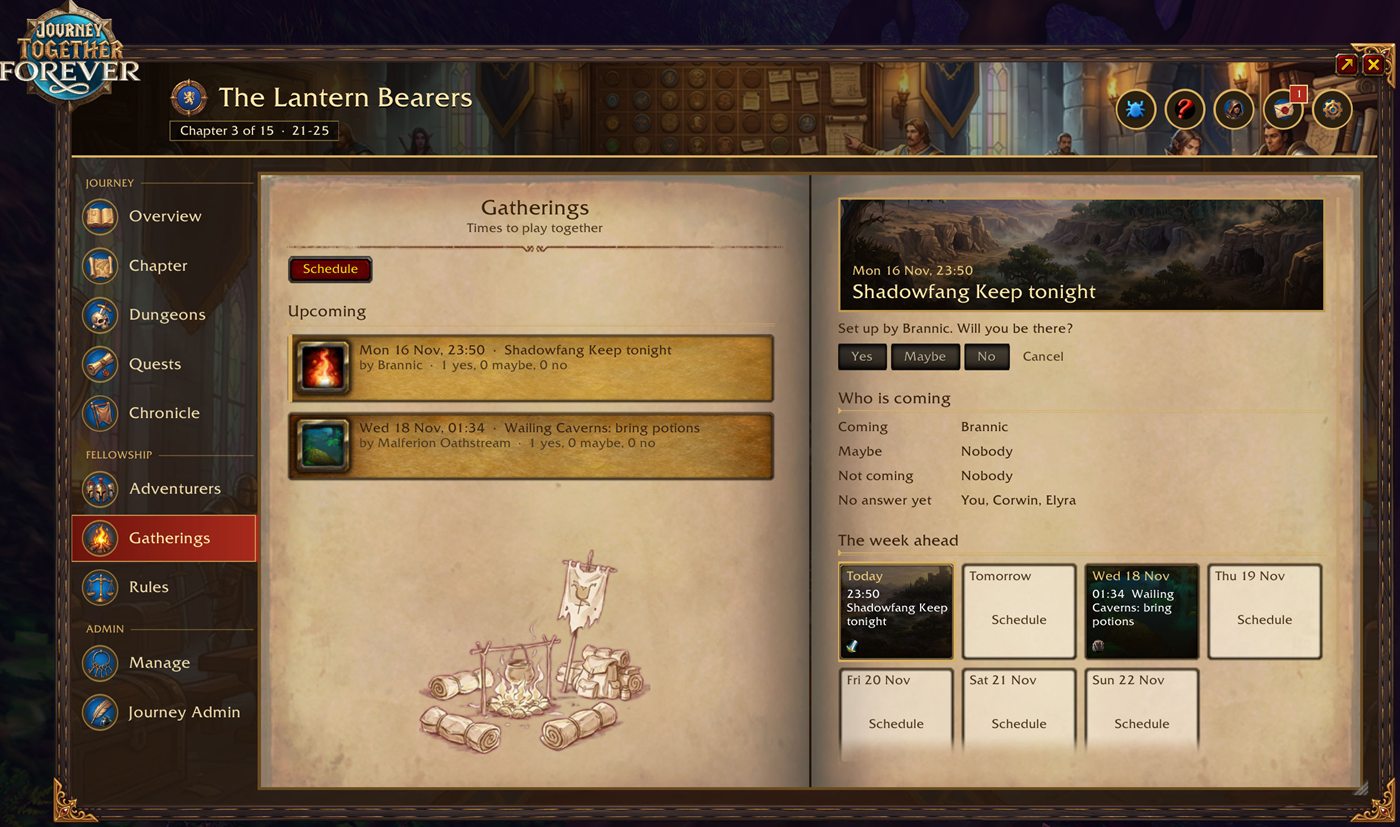 JOURNEY
TOGETHER
FOREVER
The Lantern Bearers
Chapter 3 of 15 · 21-25
1
JOURNEY
Overview
Chapter
Dungeons
Quests
Chronicle
FELLOWSHIP
Adventurers
Gatherings
Rules
ADMIN
Manage
Journey Admin
Gatherings
Times to play together
Schedule
Upcoming
Mon 16 Nov, 23:50 · Shadowfang Keep tonight
by Brannic · 1 yes, 0 maybe, 0 no
Wed 18 Nov, 01:34 · Wailing Caverns: bring potions
by Malferion Oathstream · 1 yes, 0 maybe, 0 no
Mon 16 Nov, 23:50
Shadowfang Keep tonight
Set up by Brannic. Will you be there?
Yes Maybe No Cancel
Who is coming
Coming Brannic
Maybe Nobody
Not coming Nobody
No answer yet You, Corwin, Elyra
The week ahead
Today
23:50
Shadowfang Keep
tonight
Tomorrow
Schedule
Wed 18 Nov
01:34 Wailing
Caverns: bring
potions
Thu 19 Nov
Schedule
Fri 20 Nov
Schedule
Sat 21 Nov
Schedule
Sun 22 Nov
Schedule